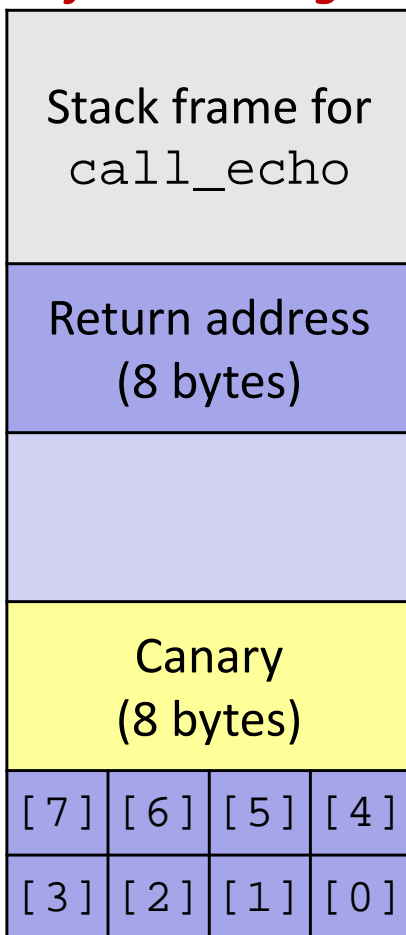 Stack frame for
call_echo
Return address
(8 bytes)
Canary
(8 bytes)
[7] [6] [5] [4]
[3] [2] [1] [0]